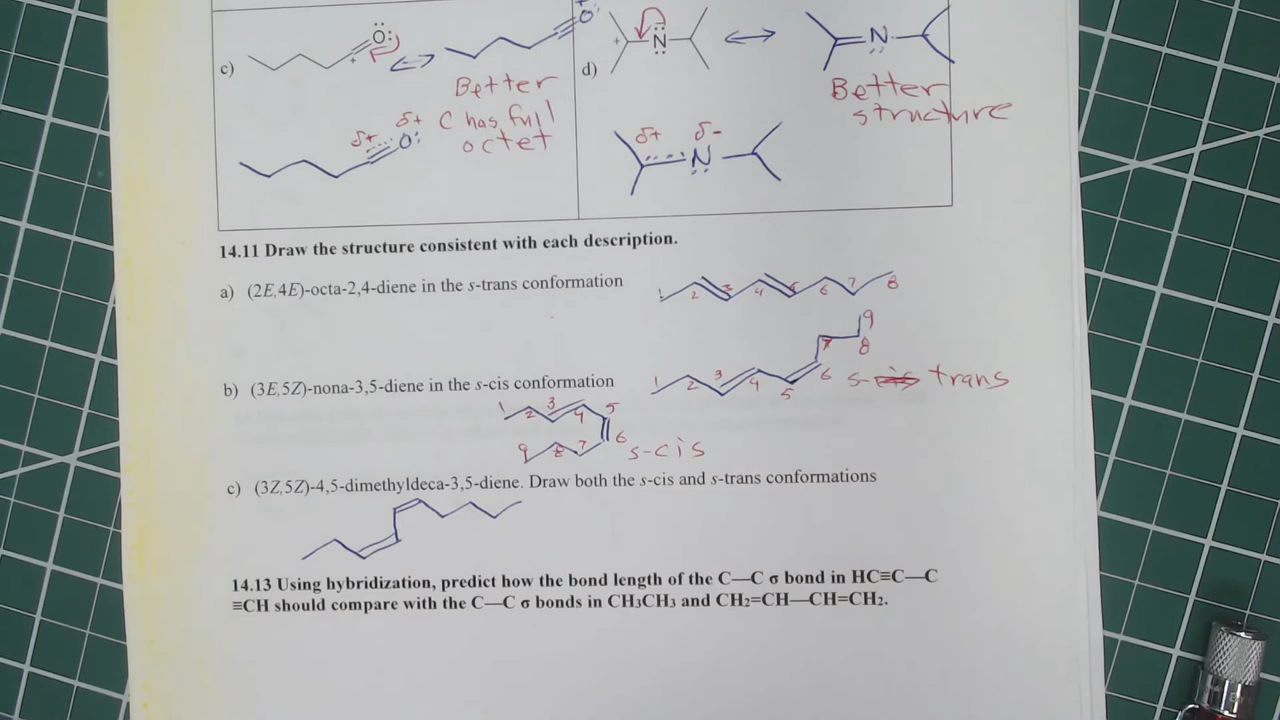 c)
Ö:
+
Better
C has full
octet
δ+ δ+
O:
d)
+
N
N
Better
structure
δ+ δ-
N
14.11 Draw the structure consistent with each description.
a) (2E,4E)-octa-2,4-diene in the s-trans conformation
1 2 3 4 5 6 7 8
b) (3E,5Z)-nona-3,5-diene in the s-cis conformation
1 2 3 4 5 6 7 8 9
s-cis trans
1 2 3 4 5 6 7 8 9
s-cis
c) (3Z,5Z)-4,5-dimethyldeca-3,5-diene. Draw both the s-cis and s-trans conformations
14.13 Using hybridization, predict how the bond length of the C—C σ bond in HC≡C—C
≡CH should compare with the C—C σ bonds in CH₃CH₃ and CH₂=CH—CH=CH₂.